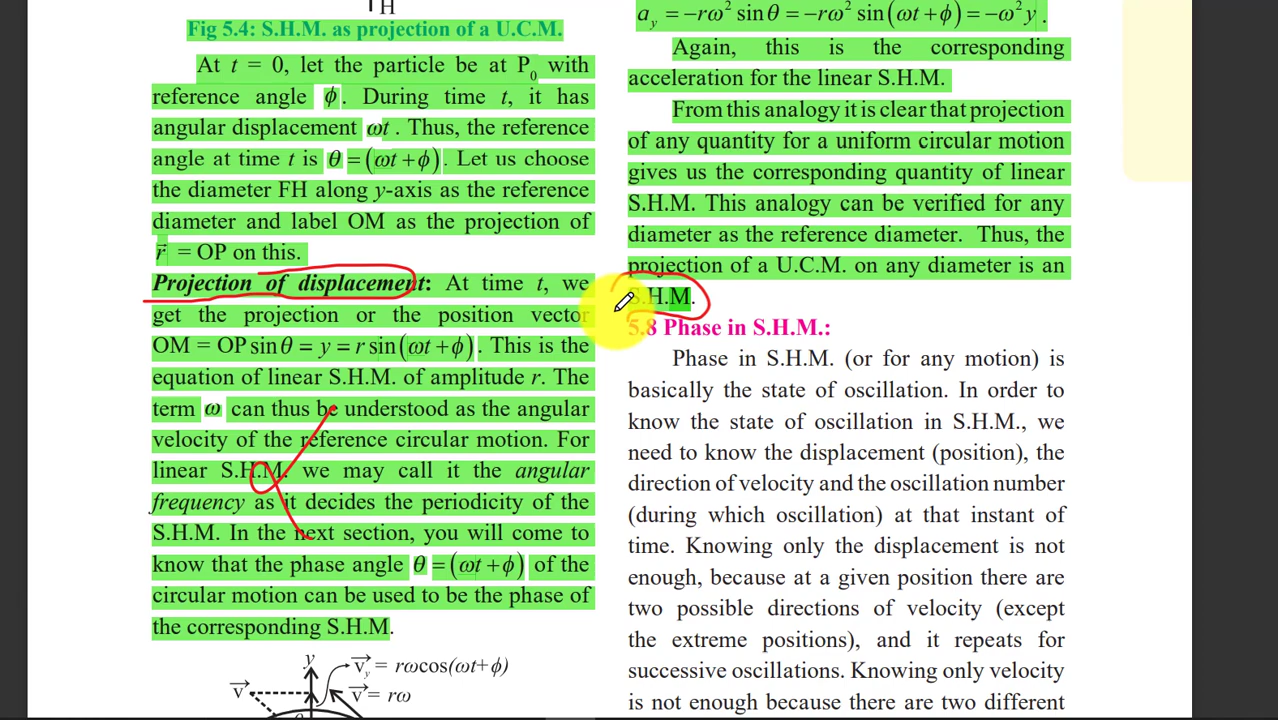 H
Fig 5.4: S.H.M. as projection of a U.C.M.
At t = 0, let the particle be at P₀ with
reference angle ϕ. During time t, it has
angular displacement ωt . Thus, the reference
angle at time t is θ = (ωt + ϕ). Let us choose
the diameter FH along y-axis as the reference
diameter and label OM as the projection of
r⃗ = OP on this.
Projection of displacement: At time t, we
get the projection or the position vector
OM = OP sin θ = y = r sin (ωt + ϕ). This is the
equation of linear S.H.M. of amplitude r. The
term ω can thus be understood as the angular
velocity of the reference circular motion. For
linear S.H.M. we may call it the angular
frequency as it decides the periodicity of the
S.H.M. In the next section, you will come to
know that the phase angle θ = (ωt + ϕ) of the
circular motion can be used to be the phase of
the corresponding S.H.M.
y
v⃗y = rωcos(ωt+ϕ)
v⃗
v⃗ = rω
aᵧ = −rω² sin θ = −rω² sin (ωt + ϕ) = −ω² y .
Again, this is the corresponding
acceleration for the linear S.H.M.
From this analogy it is clear that projection
of any quantity for a uniform circular motion
gives us the corresponding quantity of linear
S.H.M. This analogy can be verified for any
diameter as the reference diameter. Thus, the
projection of a U.C.M. on any diameter is an
S.H.M.
5.8 Phase in S.H.M.:
Phase in S.H.M. (or for any motion) is
basically the state of oscillation. In order to
know the state of oscillation in S.H.M., we
need to know the displacement (position), the
direction of velocity and the oscillation number
(during which oscillation) at that instant of
time. Knowing only the displacement is not
enough, because at a given position there are
two possible directions of velocity (except
the extreme positions), and it repeats for
successive oscillations. Knowing only velocity
is not enough because there are two different